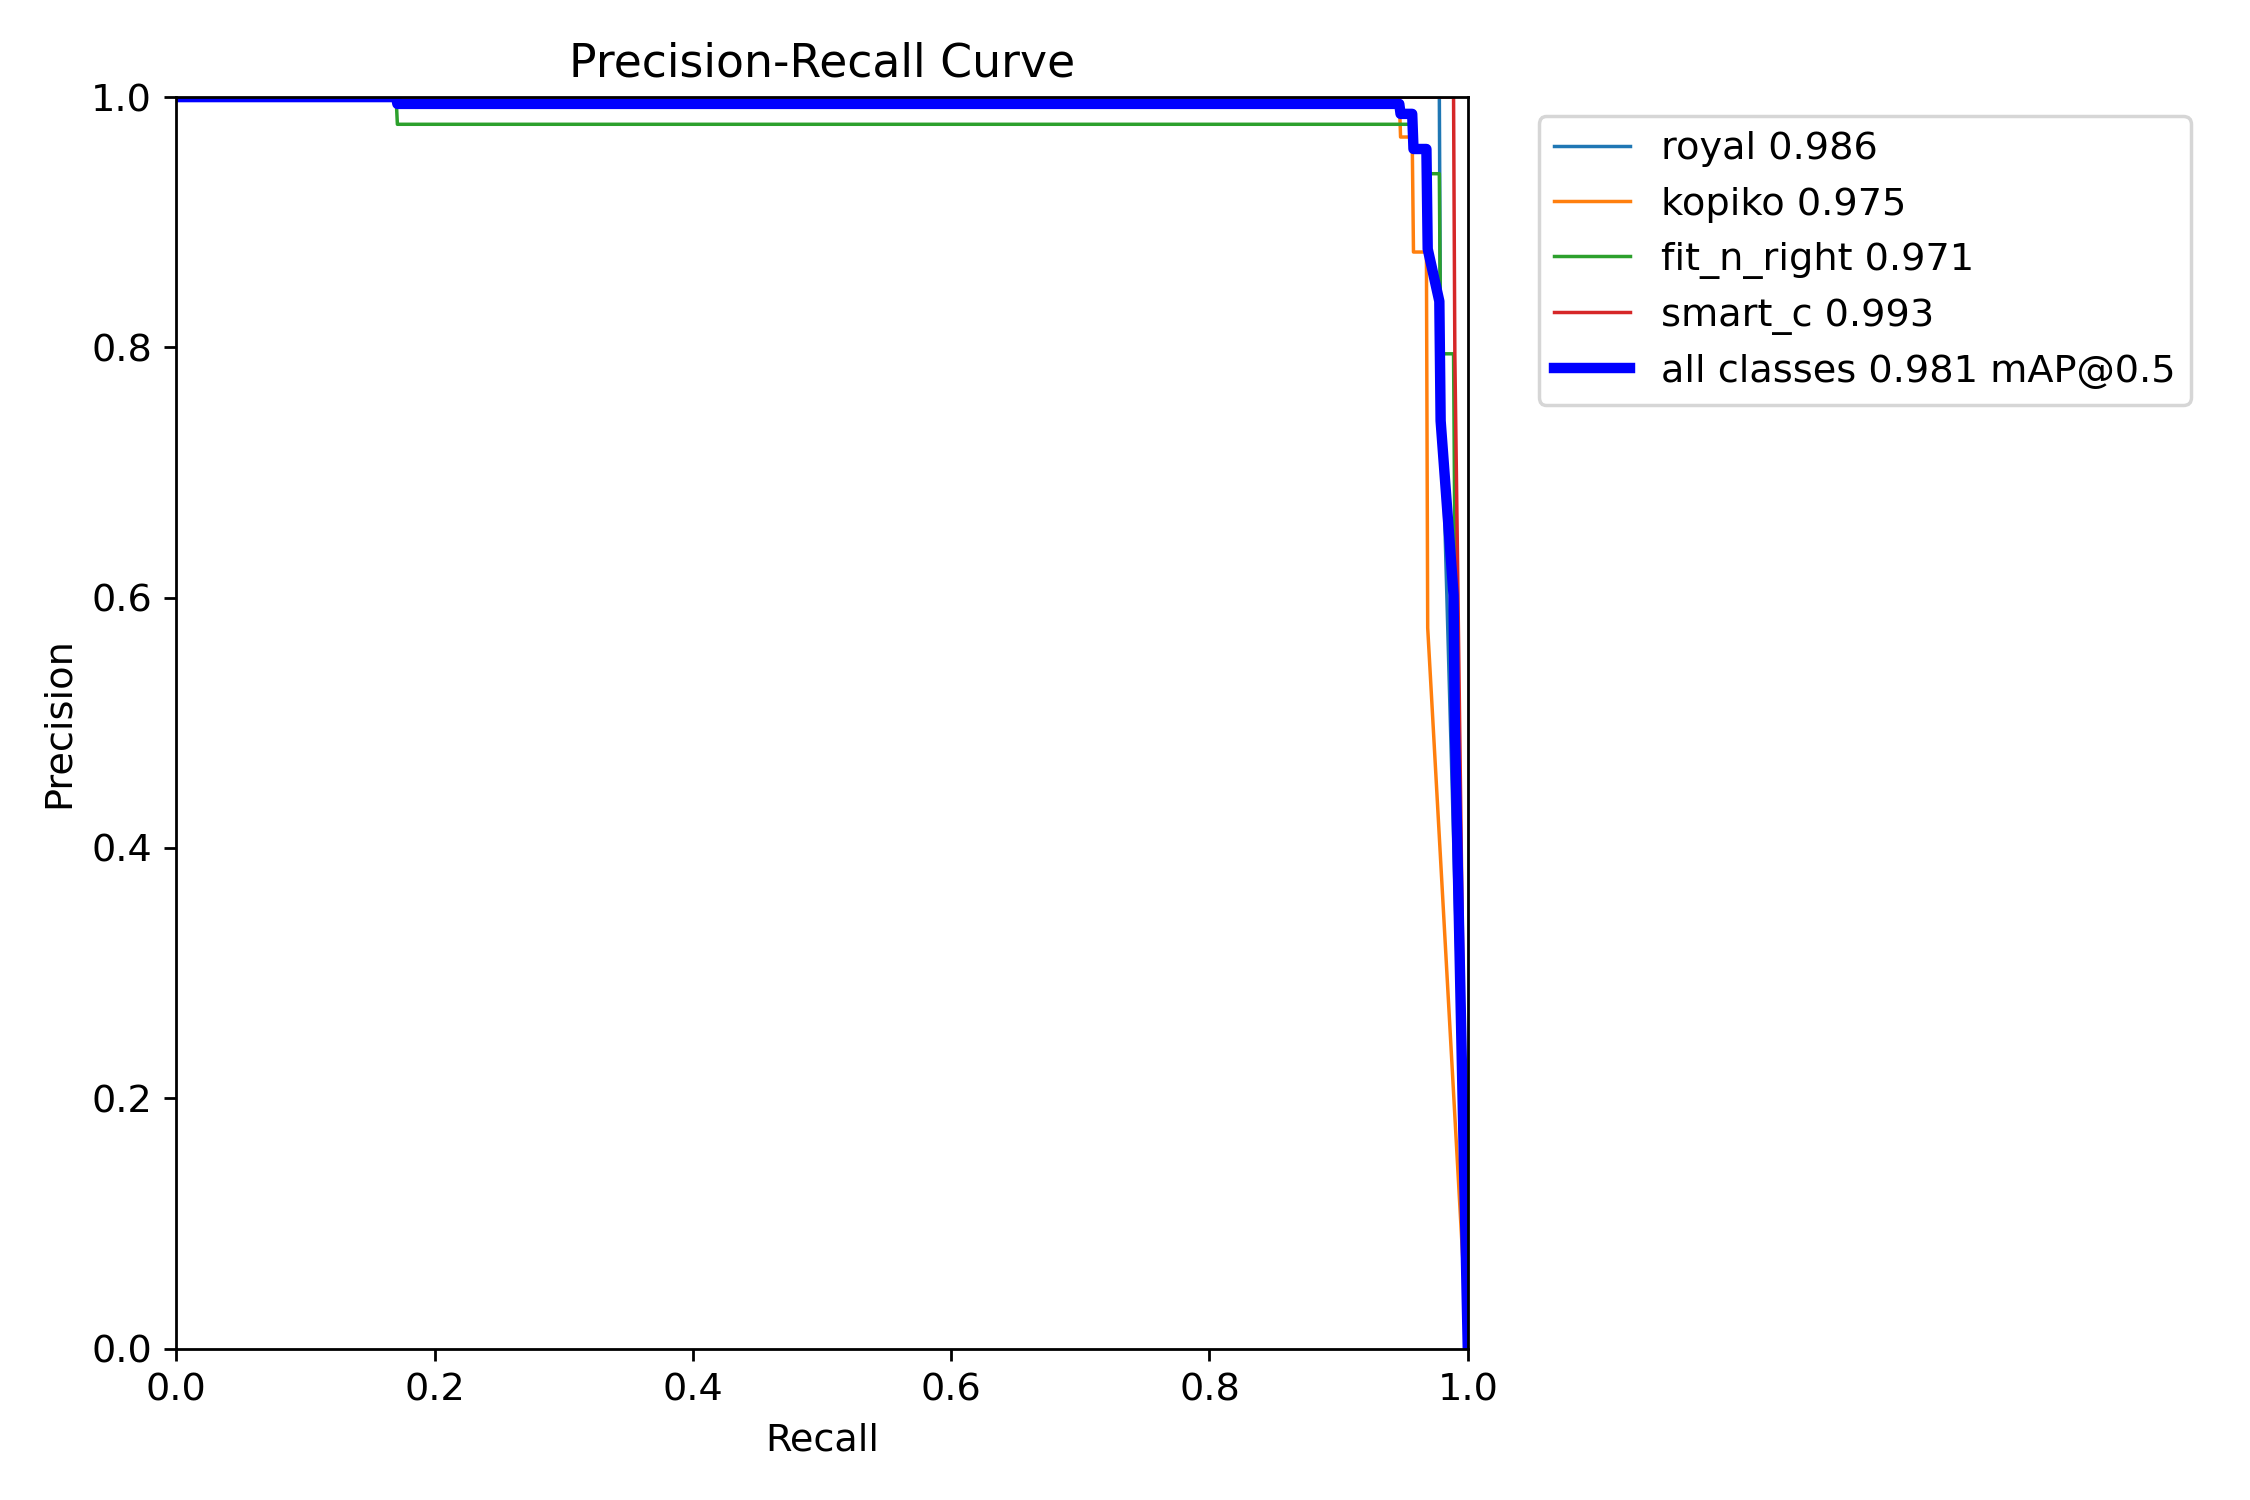 Precision-Recall Curve
1.0
0.8
0.6
0.4
0.2
0.0
Precision
0.0 0.2 0.4 0.6 0.8 1.0
Recall
royal 0.986
kopiko 0.975
fit_n_right 0.971
smart_c 0.993
all classes 0.981 mAP@0.5